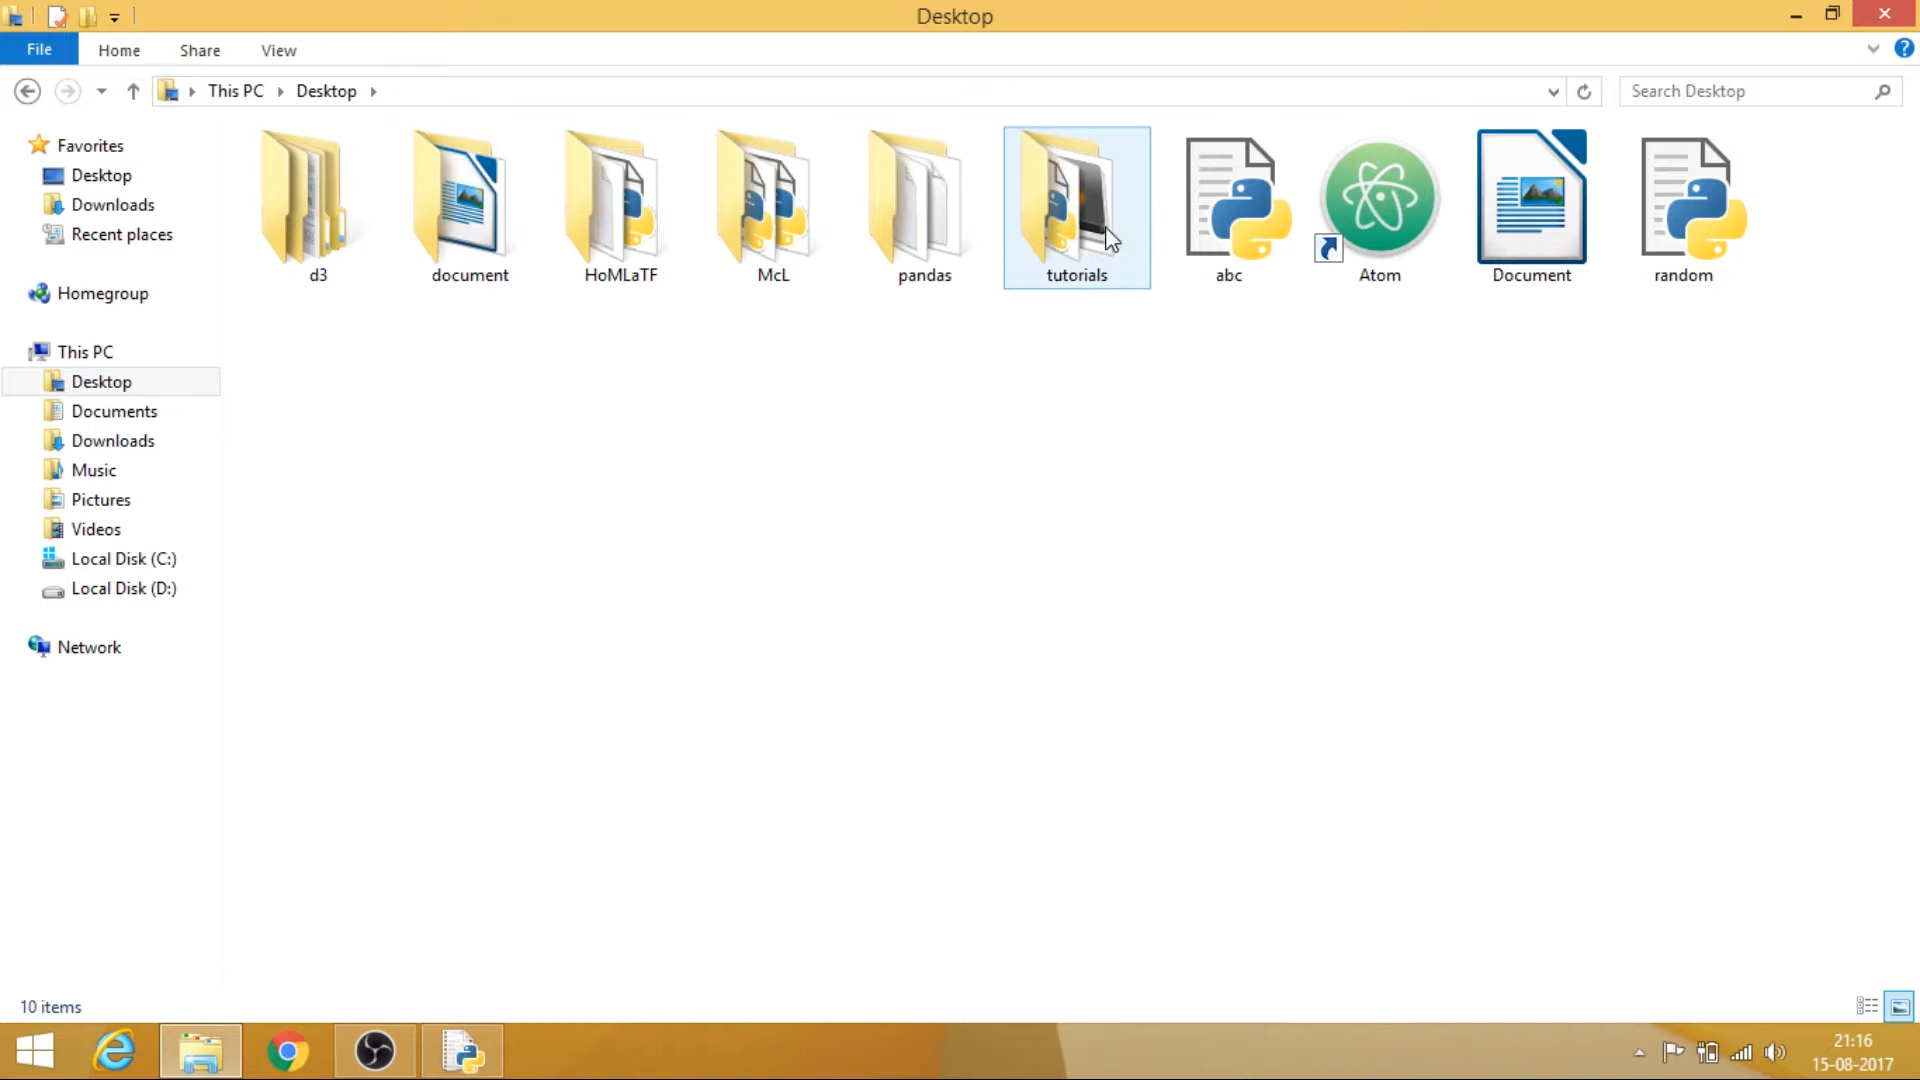 Desktop
File Home Share View
This PC Desktop
Search Desktop
Favorites
Desktop
Downloads
Recent places
Homegroup
This PC
Desktop
Documents
Downloads
Music
Pictures
Videos
Local Disk (C:)
Local Disk (D:)
Network
d3 document HoMLaTF McL pandas tutorials abc Atom Document random
10 items
21:16
15-08-2017